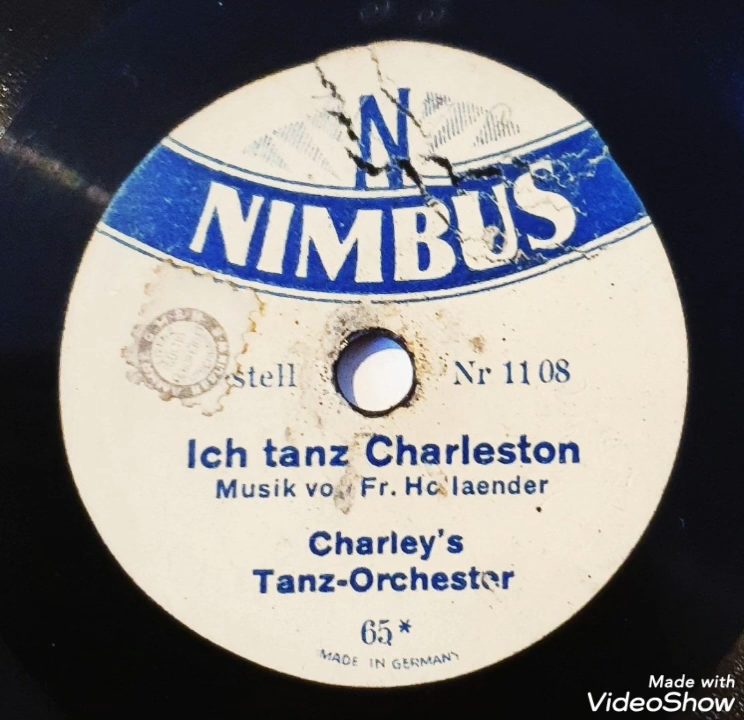 N
NIMBUS
stell Nr 1108
Ich tanz Charleston
Musik vo Fr. Ho laender
Charley's
Tanz-Orchester
65*
MADE IN GERMANY
Made with
VideoShow